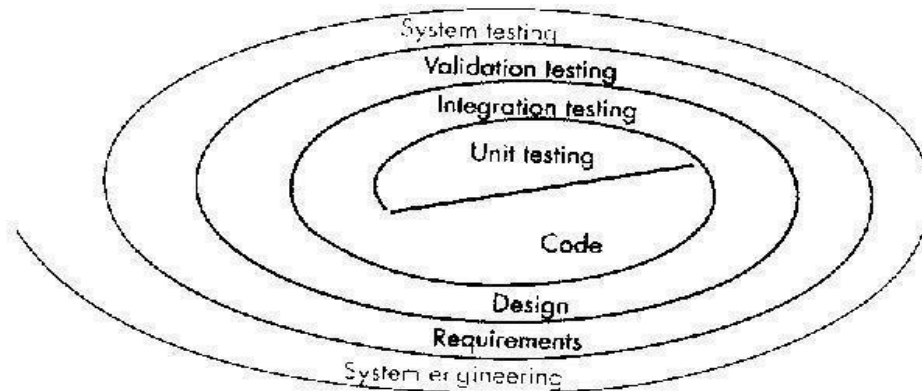 System testing
Validation testing
Integration testing
Unit testing
Code
Design
Requirements
System engineering